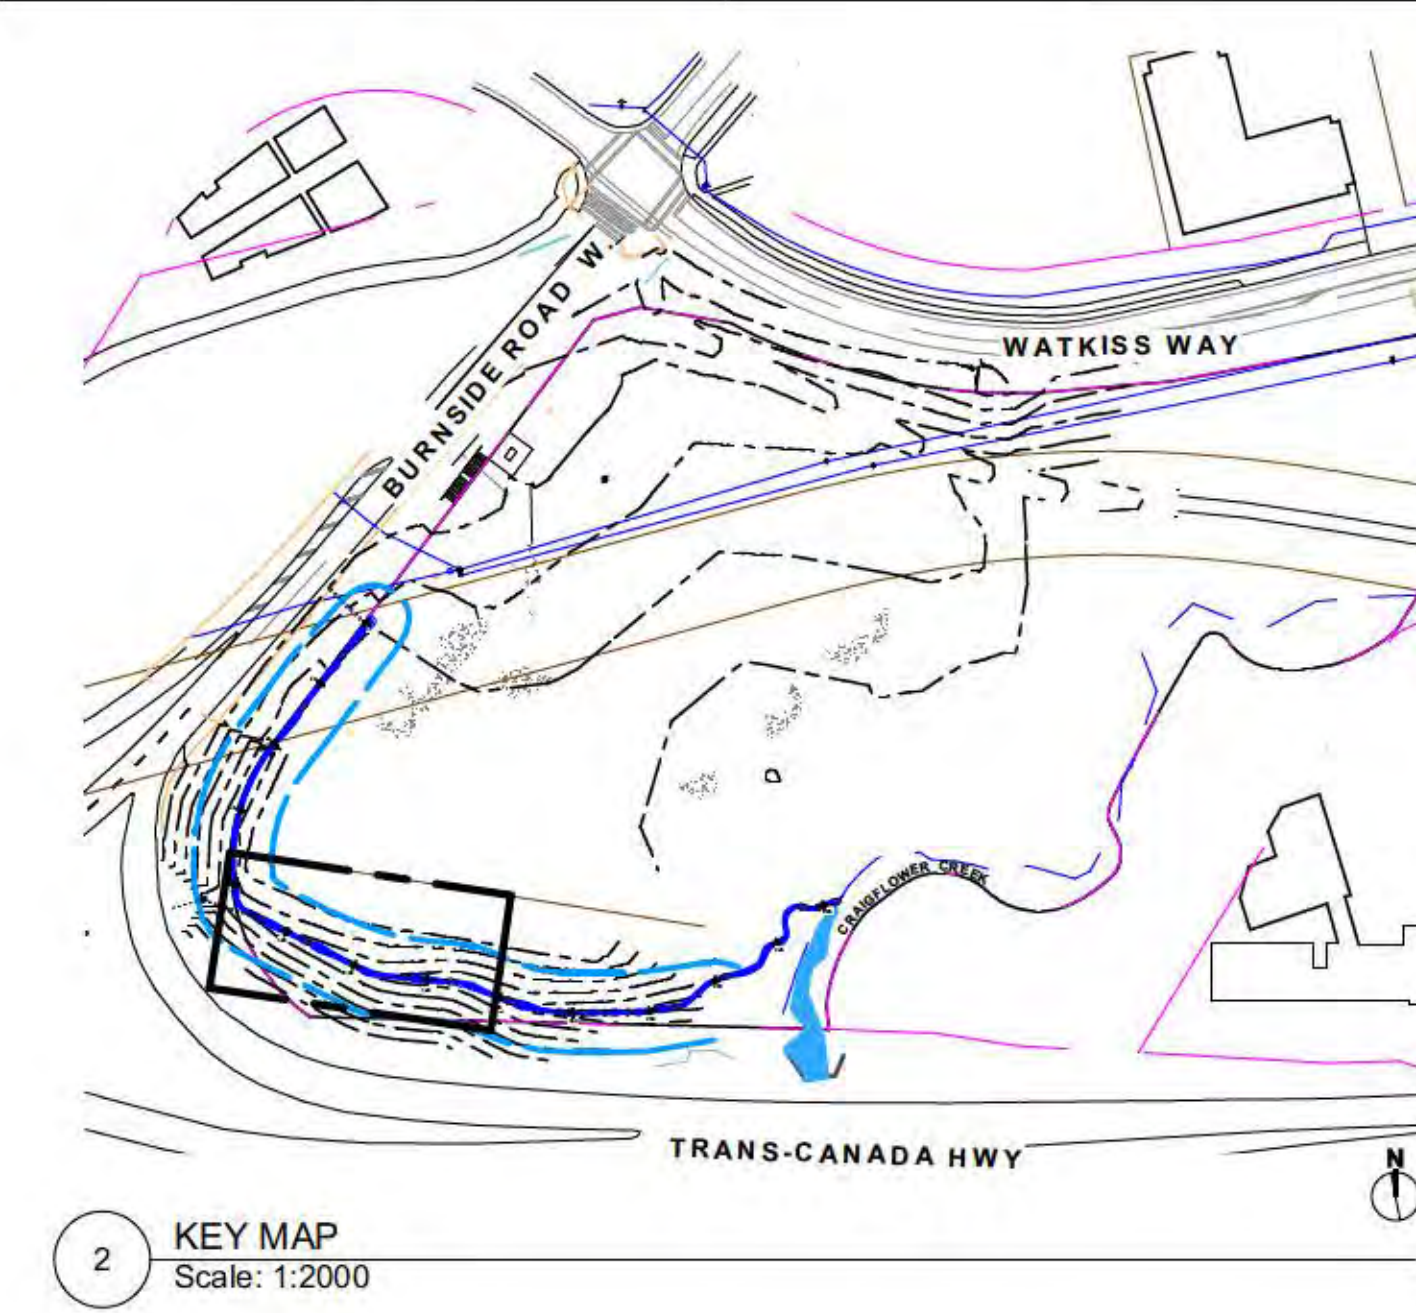 BURNSIDE ROAD W
WATKISS WAY
CRAIGFLOWER CREEK
TRANS-CANADA HWY
N
2
KEY MAP
Scale: 1:2000